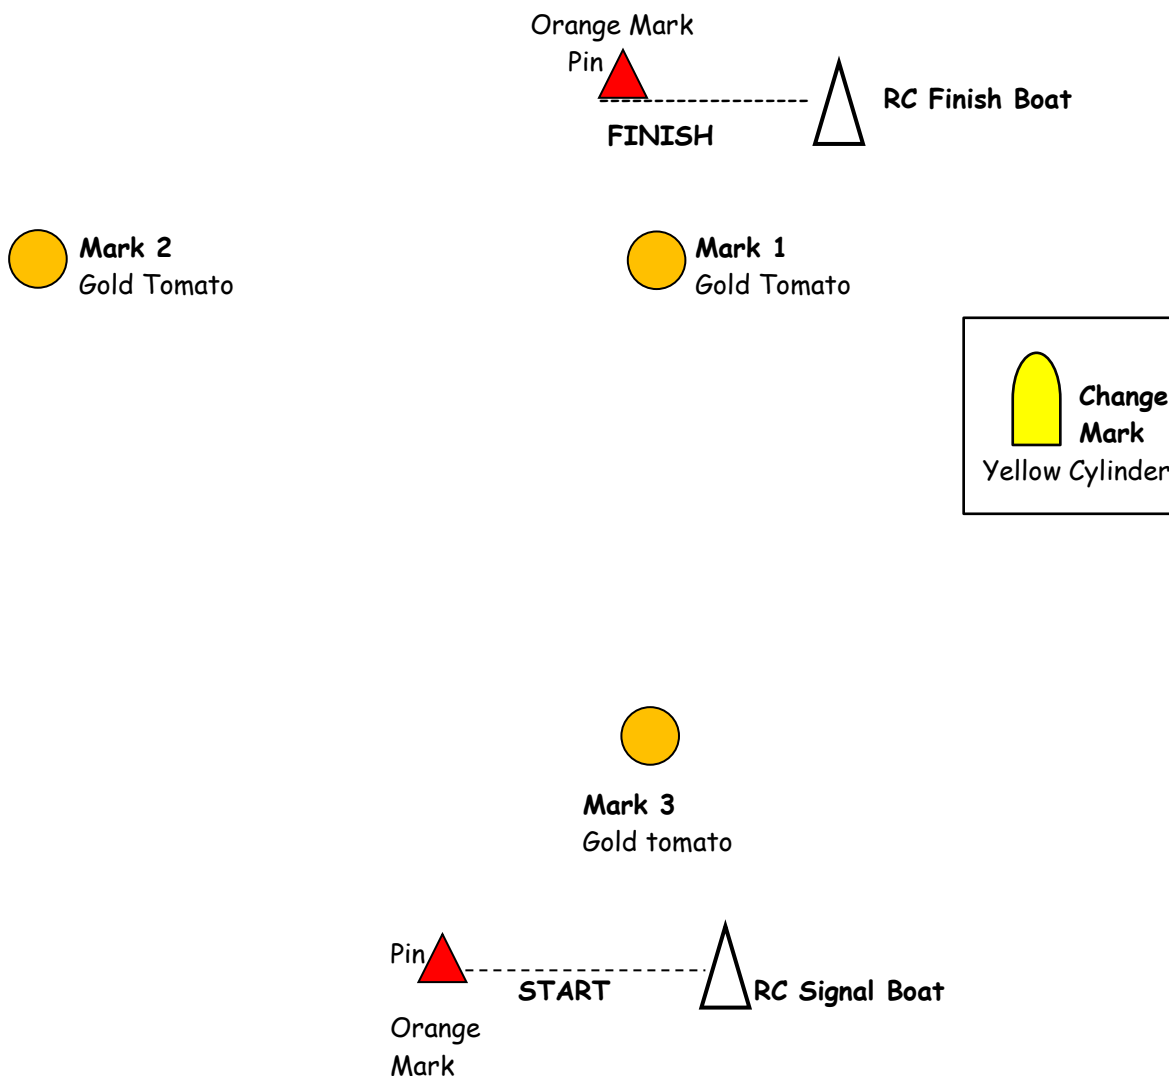 Orange Mark
Pin
RC Finish Boat
FINISH
Mark 2
Gold Tomato
Mark 1
Gold Tomato
Change
Mark
Yellow Cylinder
Mark 3
Gold tomato
Pin
START
RC Signal Boat
Orange
Mark